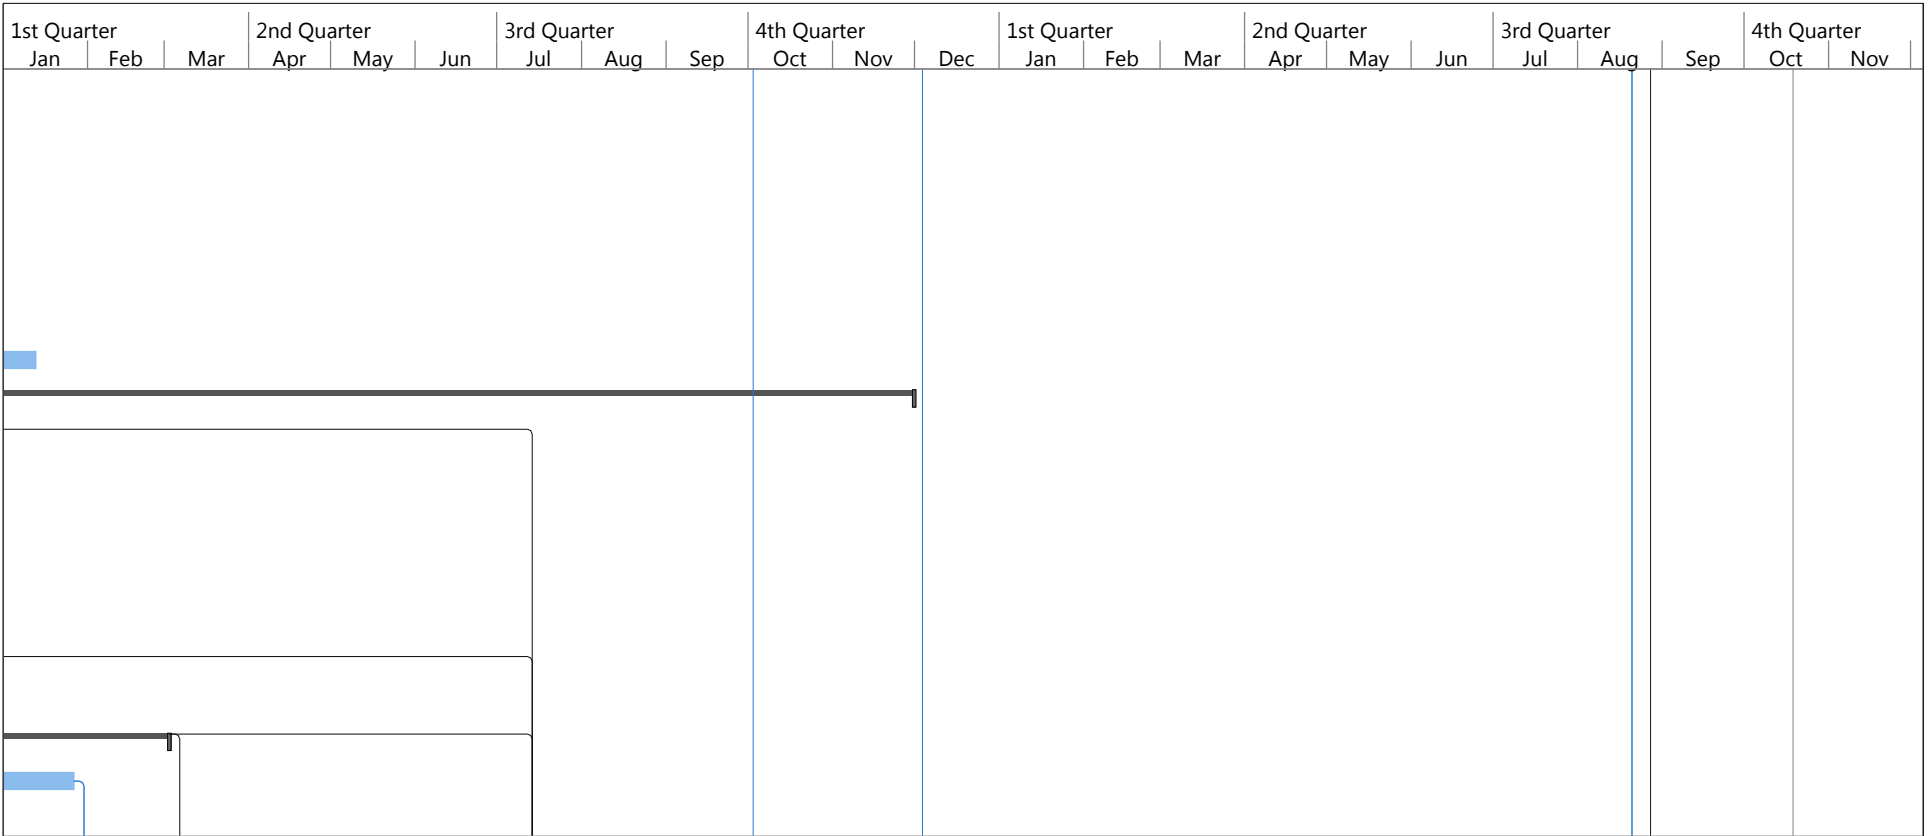 1st Quarter 2nd Quarter 3rd Quarter 4th Quarter 1st Quarter 2nd Quarter 3rd Quarter 4th Quarter
Jan Feb Mar Apr May Jun Jul Aug Sep Oct Nov Dec Jan Feb Mar Apr May Jun Jul Aug Sep Oct Nov